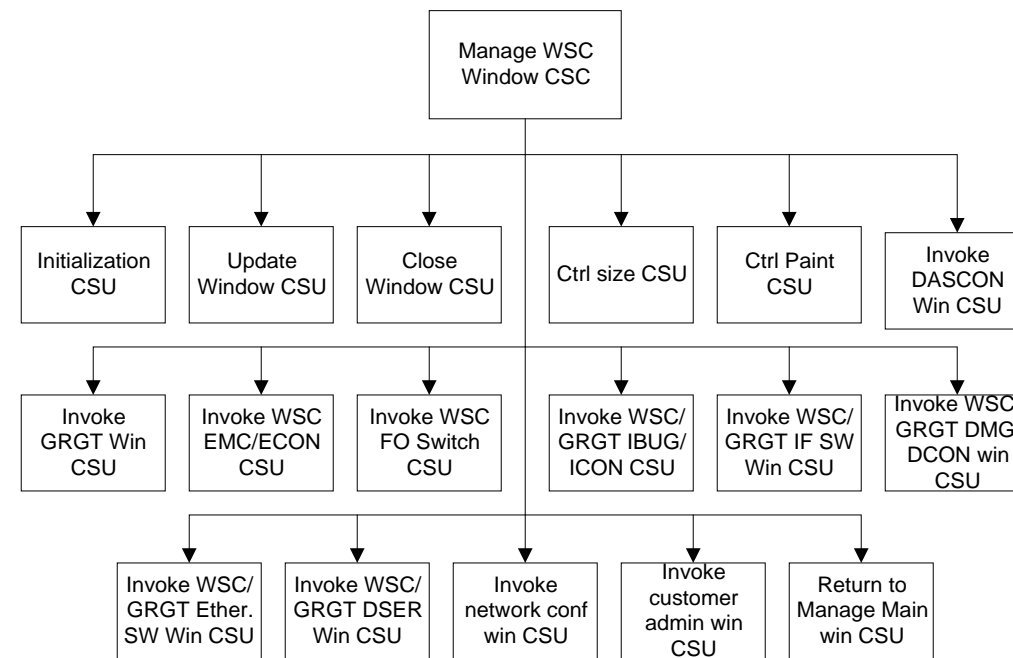 Manage WSC
Window CSC
Initialization
CSU
Update
Window CSU
Close
Window CSU
Ctrl size CSU
Ctrl Paint
CSU
Invoke
DASCON
Win CSU
Invoke
GRGT Win
CSU
Invoke WSC
EMC/ECON
CSU
Invoke WSC
FO Switch
CSU
Invoke WSC/
GRGT IBUG/
ICON CSU
Invoke WSC/
GRGT IF SW
Win CSU
Invoke WSC/
GRGT DMG/
DCON win
CSU
Invoke WSC/
GRGT Ether.
SW Win CSU
Invoke WSC/
GRGT DSER
Win CSU
Invoke
network conf
win CSU
Invoke
customer
admin win
CSU
Return to
Manage Main
win CSU